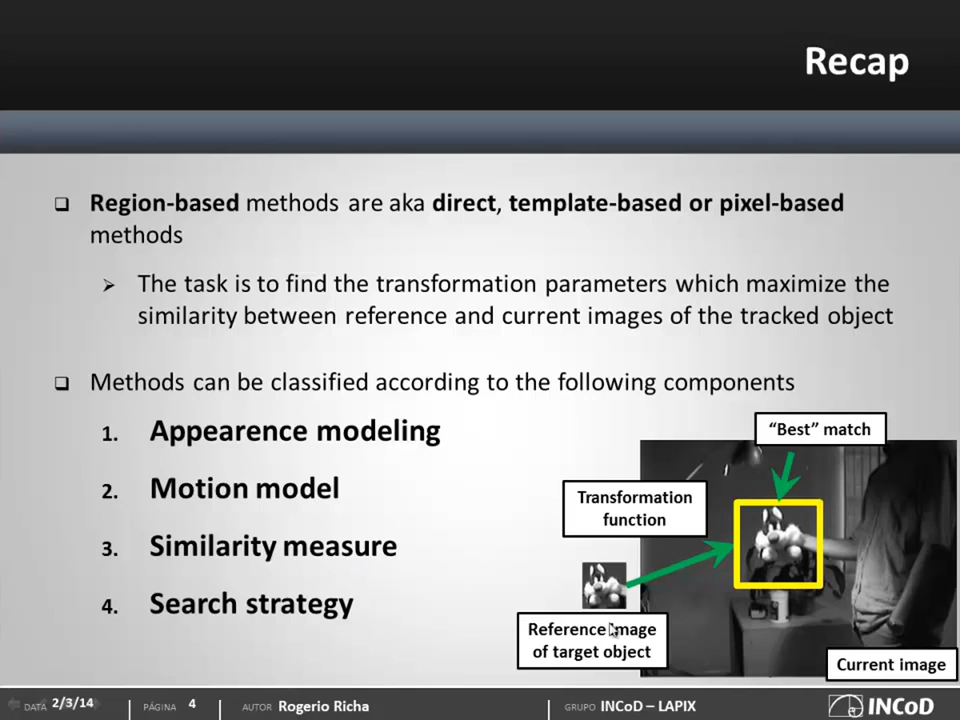 Recap
Region-based methods are aka direct, template-based or pixel-based
methods
The task is to find the transformation parameters which maximize the
similarity between reference and current images of the tracked object
Methods can be classified according to the following components
1. Appearence modeling
2. Motion model
3. Similarity measure
4. Search strategy
“Best” match
Transformation
function
Reference image
of target object
Current image
DATA 2/3/14 PÁGINA 4 AUTOR Rogerio Richa GRUPO INCoD – LAPIX INCoD